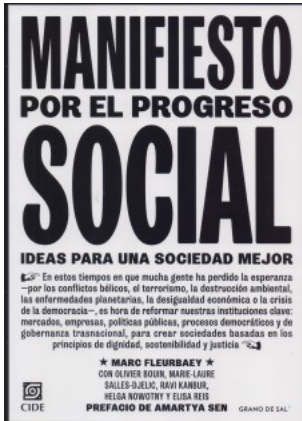 MANIFIESTO
POR EL PROGRESO
SOCIAL
IDEAS PARA UNA SOCIEDAD MEJOR
En estos tiempos en que mucha gente ha perdido la esperanza
—por los conflictos bélicos, el terrorismo, la destrucción ambiental,
las enfermedades planetarias, la desigualdad económica o la crisis
de la democracia—, es hora de reformar nuestras instituciones clave:
mercados, empresas, políticas públicas, procesos democráticos y de
gobernanza trasnacional, para crear sociedades basadas en los
principios de dignidad, sostenibilidad y justicia
★ MARC FLEURBAEY ★
CON OLIVIER BOUIN, MARIE-LAURE
SALLES-DJELIC, RAVI KANBUR,
HELGA NOWOTNY Y ELISA REIS
PREFACIO DE AMARTYA SEN
CIDE
GRANO DE SAL